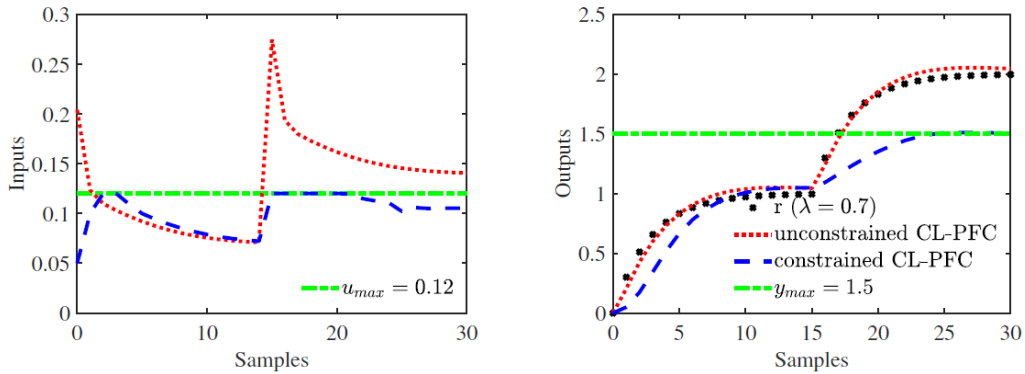 0.3
0.25
0.2
0.15
0.1
0.05
0
0 10 20 30
Inputs
Samples
u_max = 0.12
2.5
2
1.5
1
0.5
0
0 5 10 15 20 25 30
Outputs
Samples
r (λ = 0.7)
unconstrained CL-PFC
constrained CL-PFC
y_max = 1.5